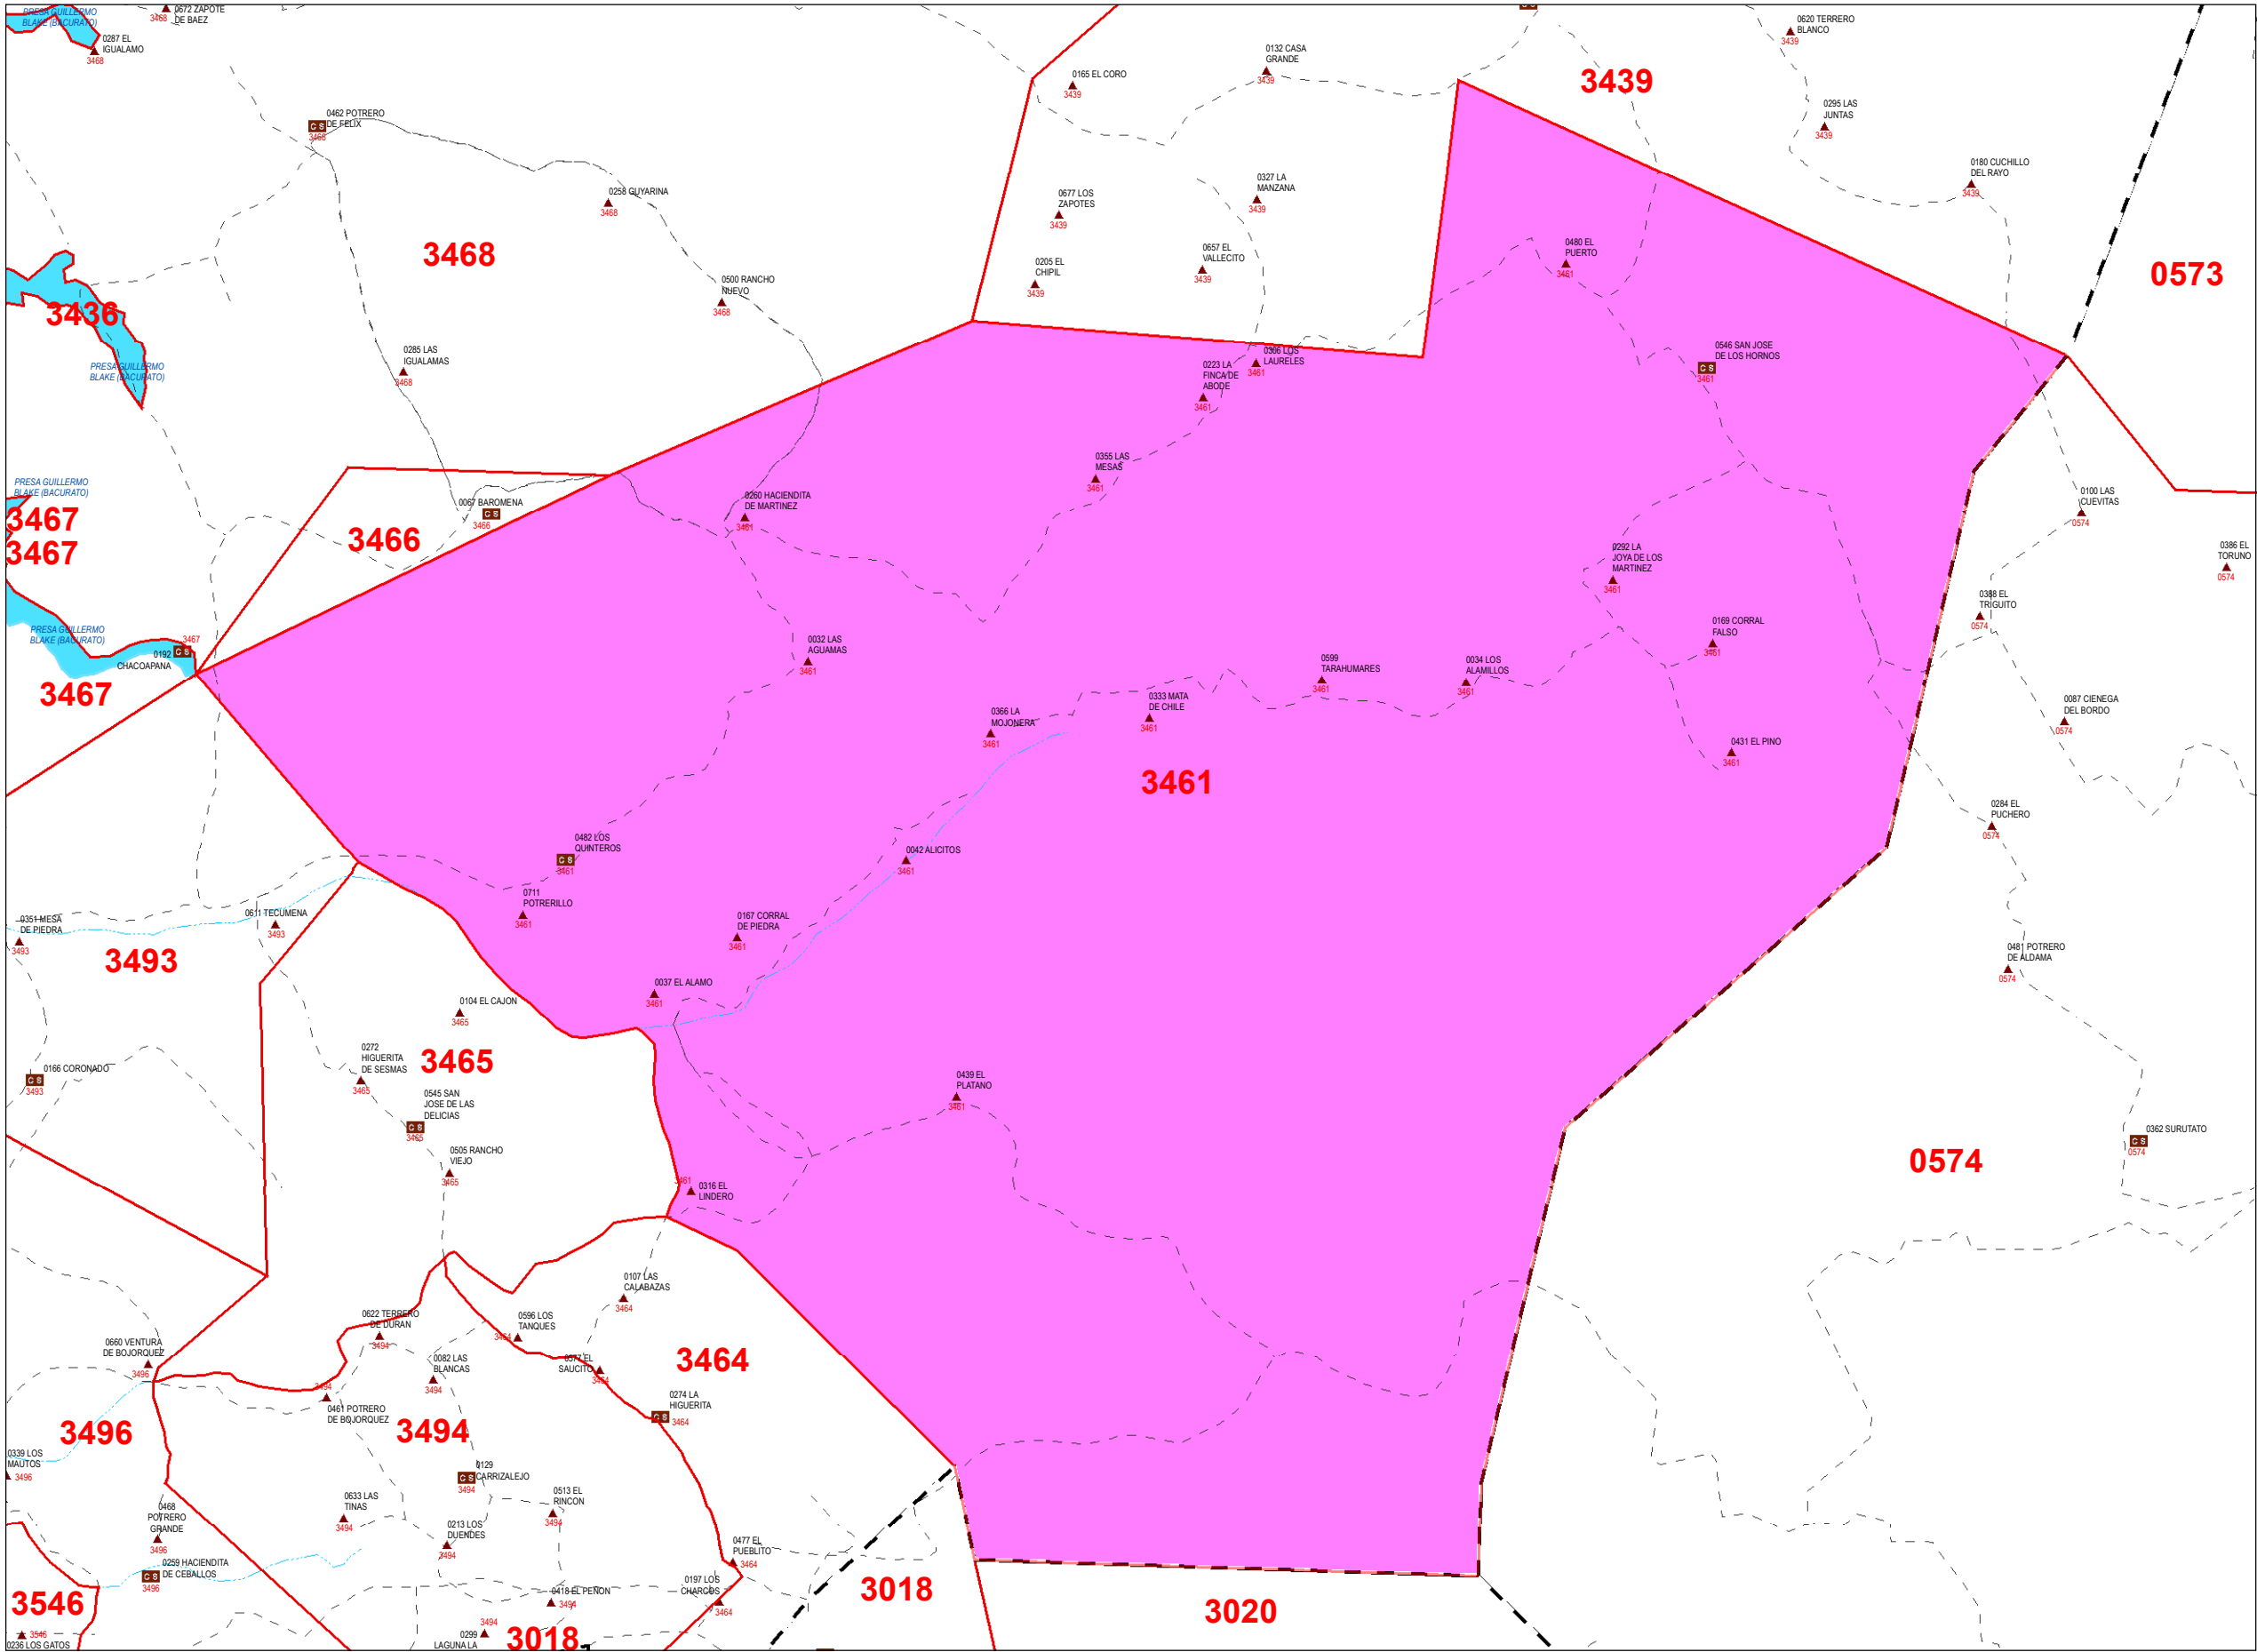 PRESA GUILLERMO
BLAKE (BACURATO)
0672 ZAPOTE
DE BAEZ
3468
0287 EL
IGUALAMO
3468
0462 POTRERO
DE FELIX
C S
3468
0258 GUYARINA
3468
3468
0500 RANCHO
NUEVO
3468
0285 LAS
IGUALAMAS
3468
3436
PRESA GUILLERMO
BLAKE (BACURATO)
0165 EL CORO
3439
0132 CASA
GRANDE
3439
C S
3439
0620 TERRERO
BLANCO
3439
0295 LAS
JUNTAS
3439
0180 CUCHILLO
DEL RAYO
3439
0573
0677 LOS
ZAPOTES
3439
0327 LA
MANZANA
3439
0205 EL
CHIPIL
3439
0657 EL
VALLECITO
3439
0480 EL
PUERTO
3461
0306 LOS
LAURELES
3461
0223 LA
FINCA DE
ABODE
3461
0546 SAN JOSE
DE LOS HORNOS
C S
3461
0355 LAS
MESAS
3461
PRESA GUILLERMO
BLAKE (BACURATO)
3467
3467
3466
0067 BAROMENA
C S
3466
0260 HACIENDITA
DE MARTINEZ
3461
0100 LAS
CUEVITAS
0574
0386 EL
TORUNO
0574
0292 LA
JOYA DE LOS
MARTINEZ
3461
0388 EL
TRIGUITO
0574
PRESA GUILLERMO
BLAKE (BACURATO)
3467
C S
0192
CHACOAPANA
3467
0032 LAS
AGUAMAS
3461
0169 CORRAL
FALSO
3461
0599
TARAHUMARES
3461
0034 LOS
ALAMILLOS
3461
0366 LA
MOJONERA
3461
0333 MATA
DE CHILE
3461
0087 CIENEGA
DEL BORDO
0574
0431 EL PINO
3461
3461
0284 EL
PUCHERO
0574
0482 LOS
QUINTEROS
C S
3461
0042 ALICITOS
3461
0711
POTRERILLO
3461
0167 CORRAL
DE PIEDRA
3461
0351 MESA
DE PIEDRA
3493
0611 TECUMENA
3493
3493
0481 POTRERO
DE ALDAMA
0574
0037 EL ALAMO
3461
0104 EL CAJON
3465
3465
0272
HIGUERITA
DE SESMAS
3465
0166 CORONADO
C S
3493
0545 SAN
JOSE DE LAS
DELICIAS
C S
3465
0439 EL
PLATANO
3461
0505 RANCHO
VIEJO
3465
3461
0316 EL
LINDERO
0362 SURUTATO
C S
0574
0574
0107 LAS
CALABAZAS
3464
0622 TERRERO
DE DURAN
3494
0596 LOS
TANQUES
3464
0660 VENTURA
DE BOJORQUEZ
3496
0082 LAS
BLANCAS
3494
0577 EL
SAUCITO
3464
3464
3494
0461 POTRERO
DE BOJORQUEZ
0274 LA
HIGUERITA
C S
3464
3496
3494
0339 LOS
MAUTOS
3496
0129
CARRIZALEJO
C S
3494
0633 LAS
TINAS
3494
0513 EL
RINCON
3494
0468
POTRERO
GRANDE
3496
0213 LOS
DUENDES
3494
0477 EL
PUEBLITO
3464
0259 HACIENDITA
DE CEBALLOS
C S
3496
0197 LOS
CHARCOS
3464
0418 EL PEÑON
3494
3546
3546
0236 LOS GATOS
3494
0299
LAGUNA LA
3018
3018
3020